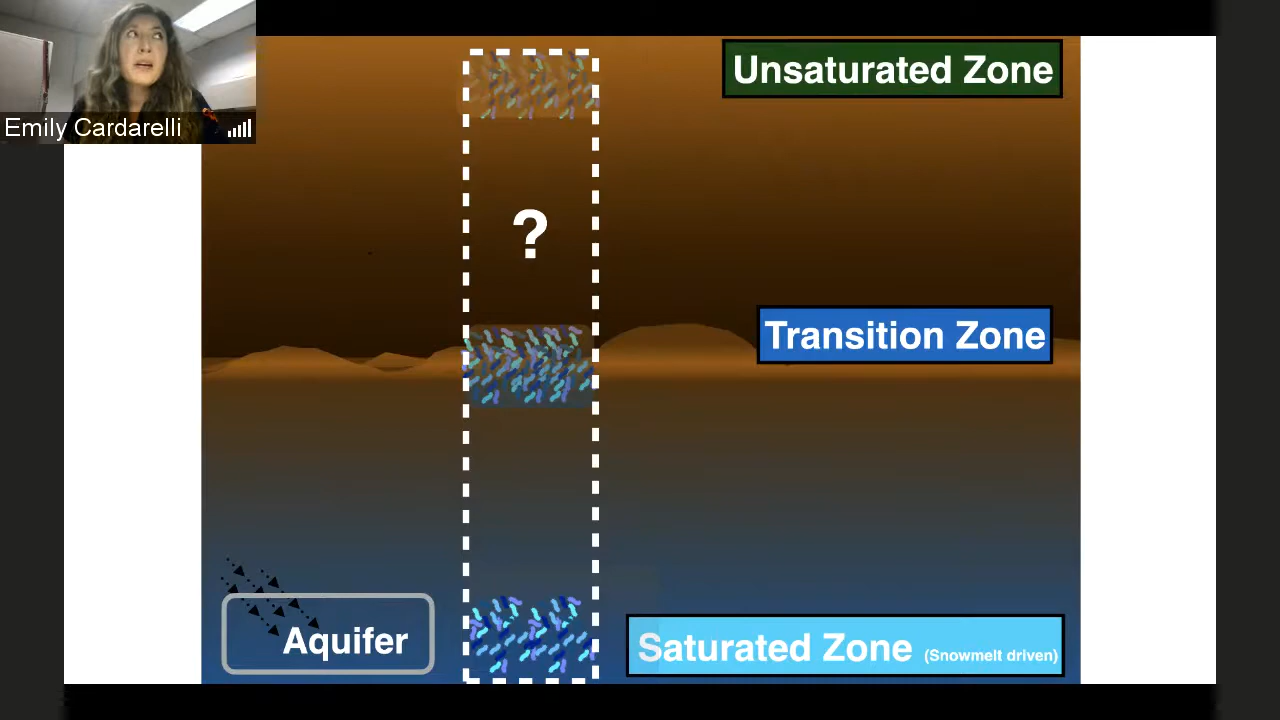 Emily Cardarelli
Unsaturated Zone
?
Transition Zone
Aquifer
Saturated Zone (Snowmelt driven)